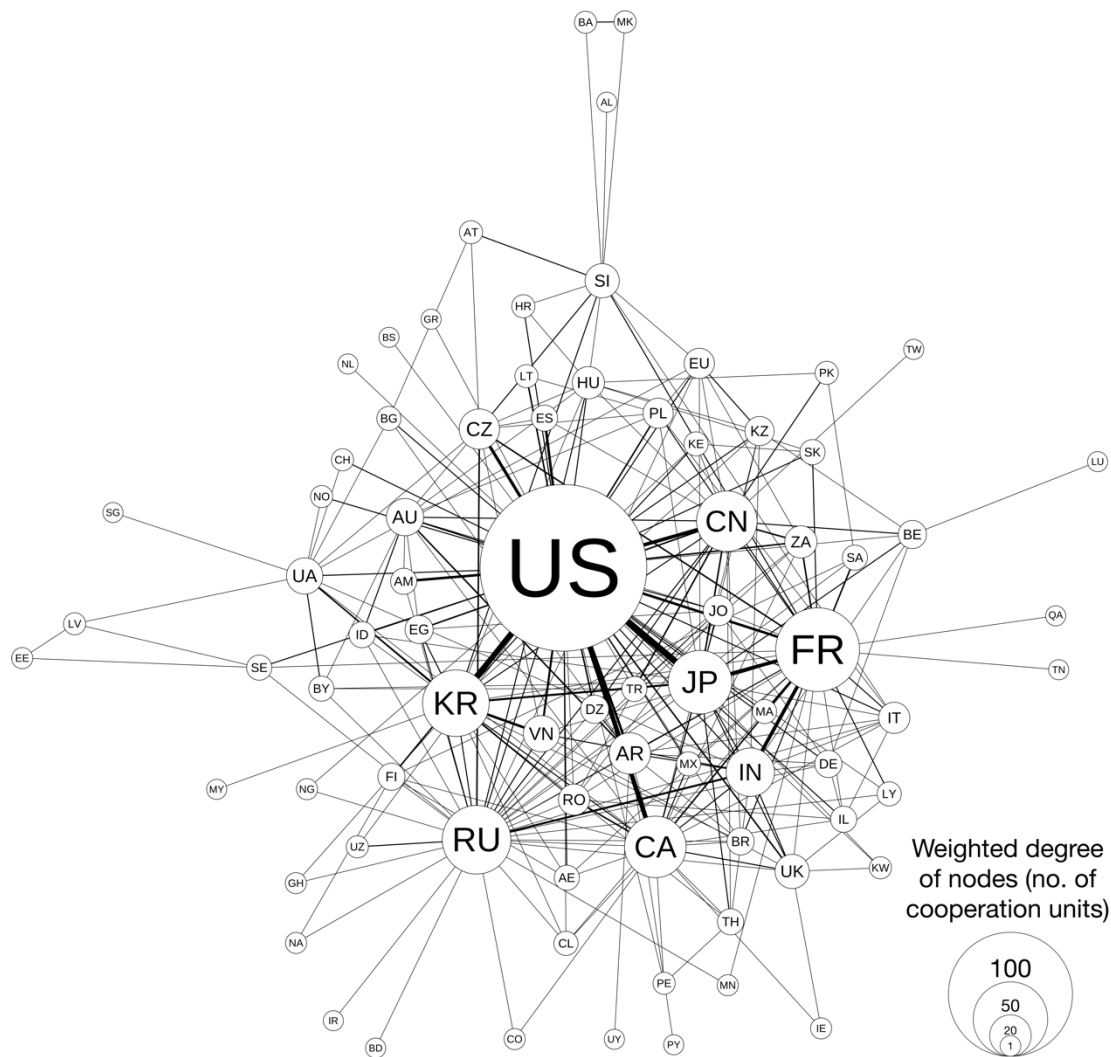 BA
MK
AL
AT
SI
HR
GR
BS
TW
NL
LT
HU
EU
PK
BG
ES
PL
CZ
KE
KZ
SK
CH
LU
NO
AU
CN
SG
ZA
BE
US
SA
UA
AM
JO
QA
LV
ID
EG
EE
SE
FR
TN
BY
TR
JP
KR
DZ
MA
IT
VN
AR
MX
IN
DE
FI
MY
NG
RO
LY
IL
RU
CA
BR
UZ
UK
KW
GH
AE
NA
CL
TH
PE
MN
IR
BD
CO
UY
PY
IE
Weighted degree
of nodes (no. of
cooperation units)
100
50
20
1